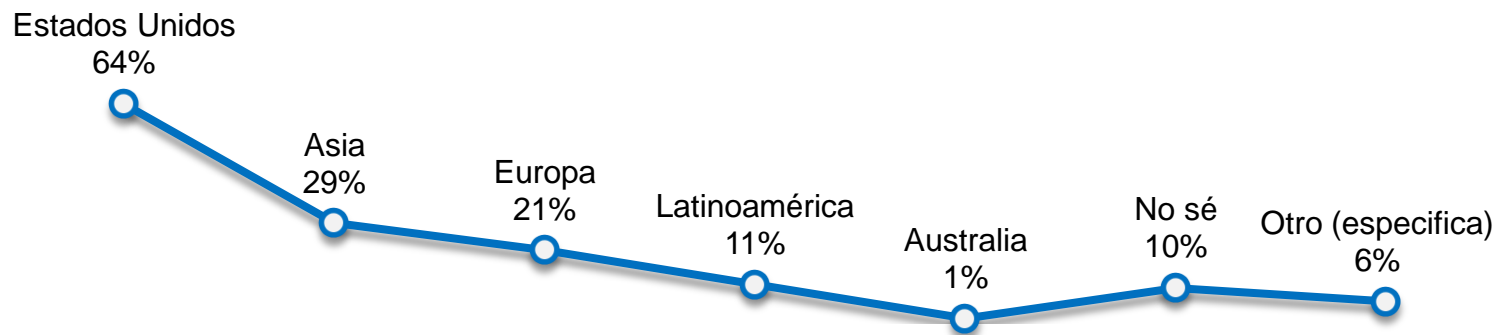 Estados Unidos
64%
Asia
29%
Europa
21%
Latinoamérica
11%
Australia
1%
No sé
10%
Otro (especifica)
6%